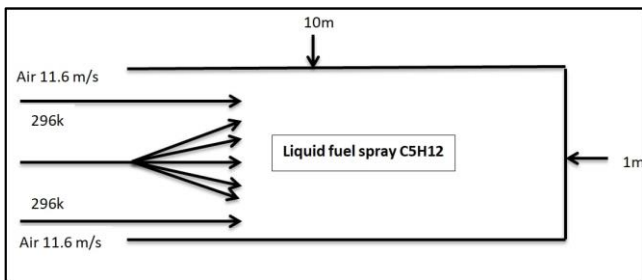 10m
Air 11.6 m/s
296k
Liquid fuel spray C5H12
1m
296k
Air 11.6 m/s